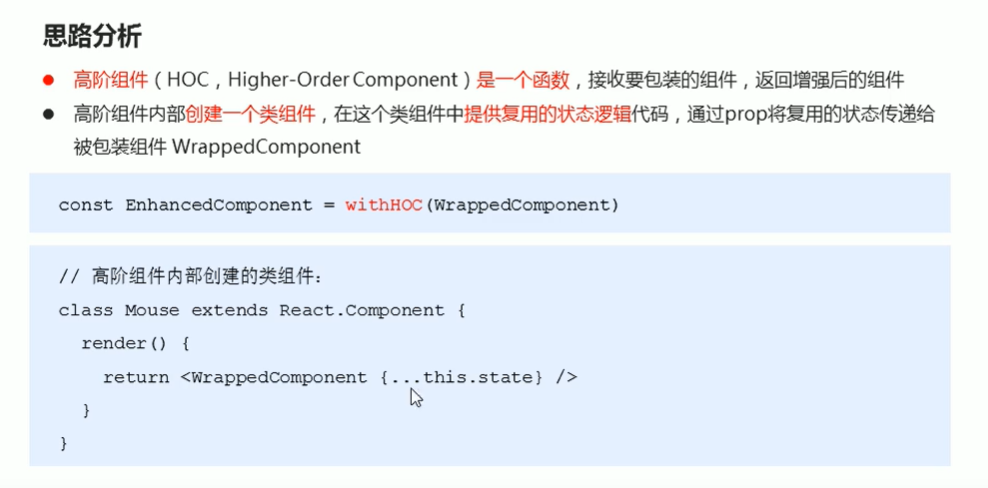 思路分析
高阶组件（HOC，Higher-Order Component）是一个函数，接收要包装的组件，返回增强后的组件
高阶组件内部创建一个类组件，在这个类组件中提供复用的状态逻辑代码，通过prop将复用的状态传递给
被包装组件 WrappedComponent
const EnhancedComponent = withHOC(WrappedComponent)
// 高阶组件内部创建的类组件：
class Mouse extends React.Component {
render() {
return <WrappedComponent {...this.state} />
}
}